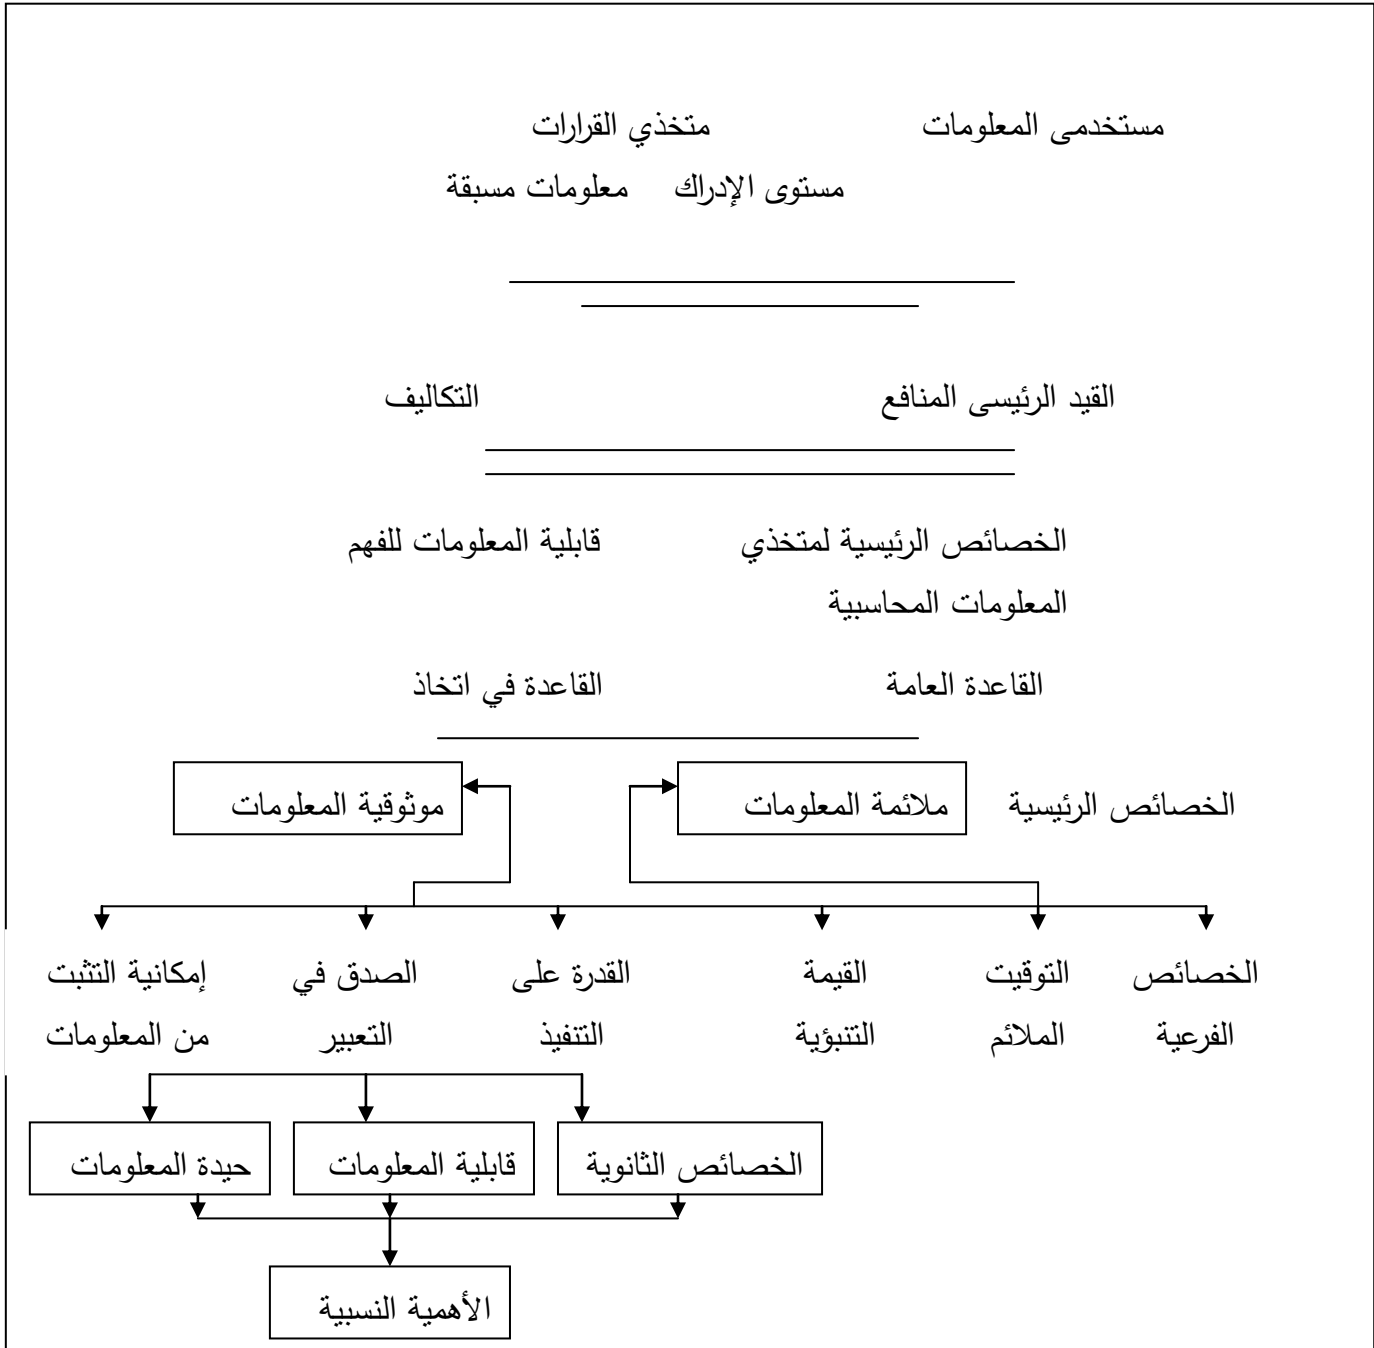 مستخدمى المعلومات متخذي القرارات
مستوى الإدراك معلومات مسبقة
القيد الرئيسى المنافع التكاليف
الخصائص الرئيسية لمتخذي قابلية المعلومات للفهم
المعلومات المحاسبية
القاعدة العامة القاعدة في اتخاذ
الخصائص الرئيسية ملائمة المعلومات موثوقية المعلومات
الخصائص التوقيت القيمة القدرة على الصدق في إمكانية التثبت
الفرعية الملائم التنبؤية التنفيذ التعبير من المعلومات
الخصائص الثانوية قابلية المعلومات حيدة المعلومات
الأهمية النسبية